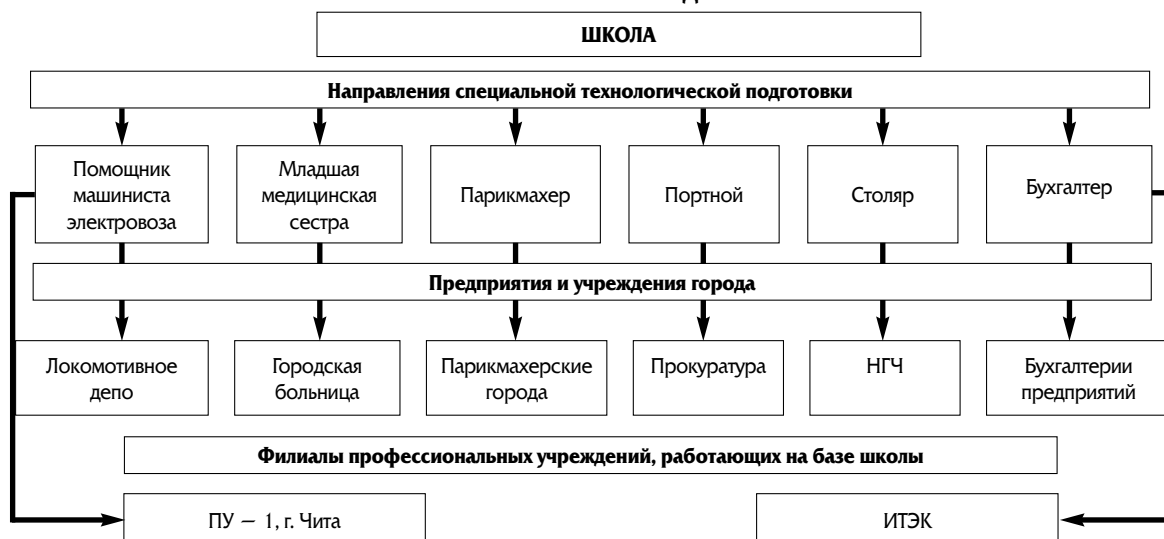 ШКОЛА
Направления специальной технологической подготовки
Помощник
машиниста
электровоза
Младшая
медицинская
сестра
Парикмахер
Портной
Столяр
Бухгалтер
Предприятия и учреждения города
Локомотивное
депо
Городская
больница
Парикмахерские
города
Прокуратура
НГЧ
Бухгалтерии
предприятий
Филиалы профессиональных учреждений, работающих на базе школы
ПУ – 1, г. Чита
ИТЭК